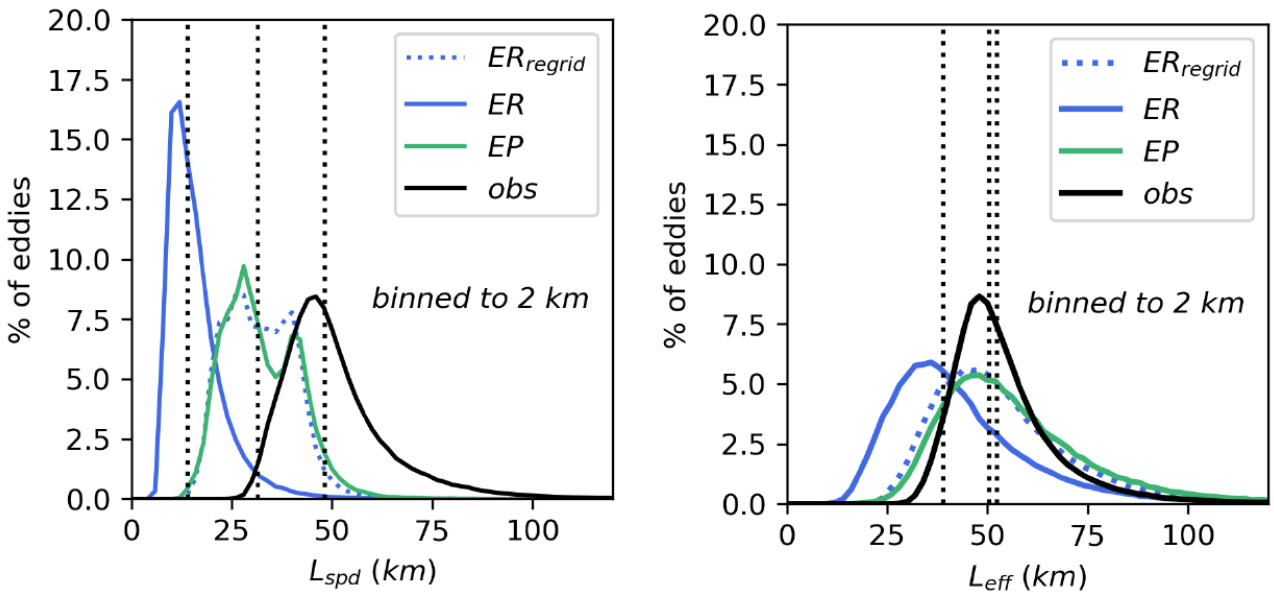 20.0
17.5
15.0
12.5
10.0
7.5
5.0
2.5
0.0
% of eddies
ER_regrid
ER
EP
obs
binned to 2 km
0 25 50 75 100
L_spd (km)
20.0
17.5
15.0
12.5
10.0
7.5
5.0
2.5
0.0
% of eddies
ER_regrid
ER
EP
obs
binned to 2 km
0 25 50 75 100
L_eff (km)